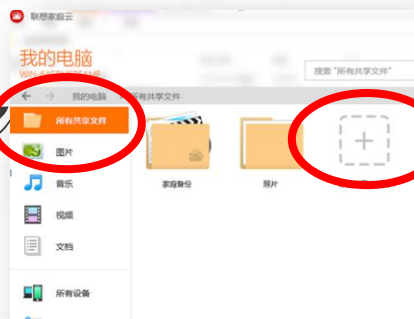 联想家庭云
我的电脑
搜索 "所有共享文件"
我的电脑
所有共享文件
所有共享文件
图片
音乐
视频
文档
所有设备
家庭备份
照片